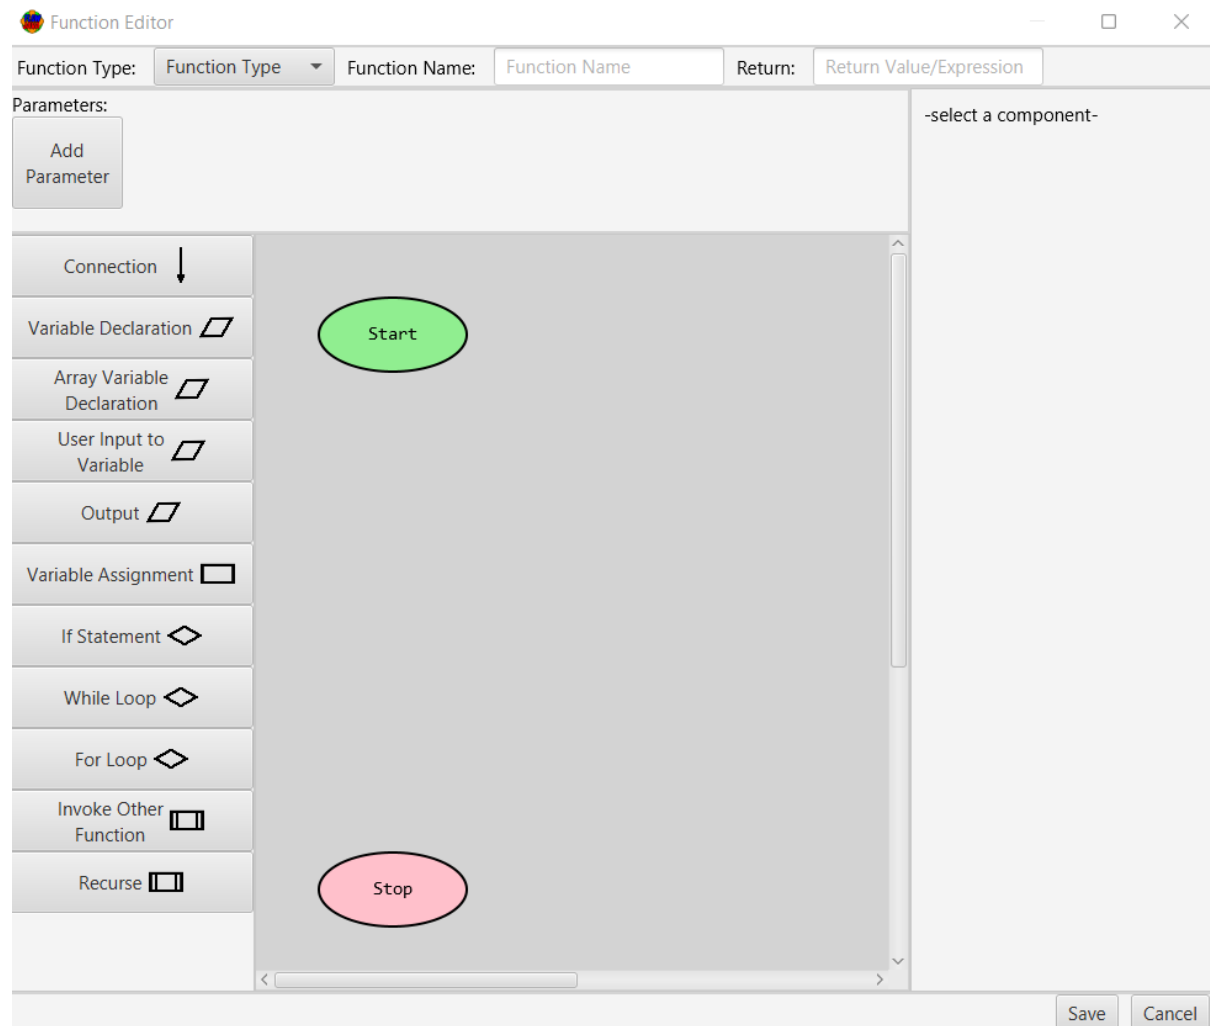 Function Editor
Function Type: Function Type Function Name: Function Name Return: Return Value/Expression
Parameters:
Add
Parameter
-select a component-
Connection
Variable Declaration
Array Variable
Declaration
User Input to
Variable
Output
Variable Assignment
If Statement
While Loop
For Loop
Invoke Other
Function
Recurse
Start
Stop
Save Cancel